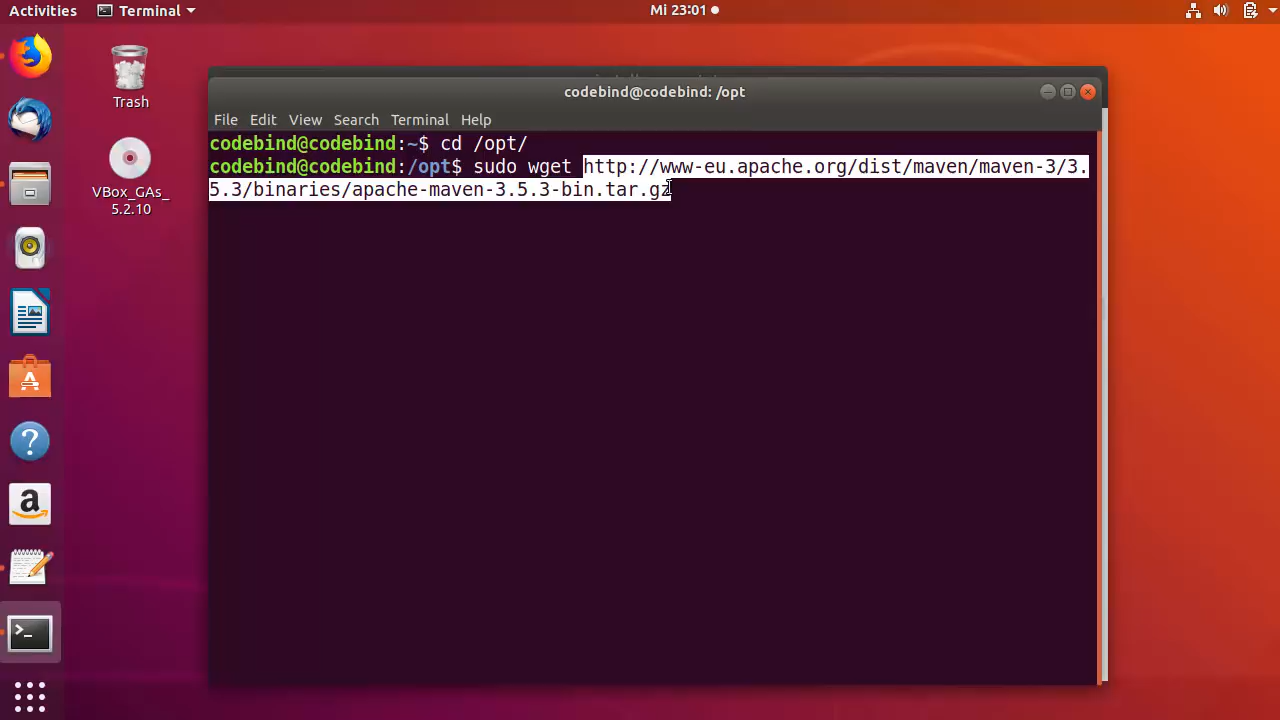 Activities
Terminal
Mi 23:01
Trash
VBox_GAs_
5.2.10
codebind@codebind: /opt
File Edit View Search Terminal Help
codebind@codebind:~$ cd /opt/
codebind@codebind:/opt$ sudo wget http://www-eu.apache.org/dist/maven/maven-3/3.
5.3/binaries/apache-maven-3.5.3-bin.tar.gz